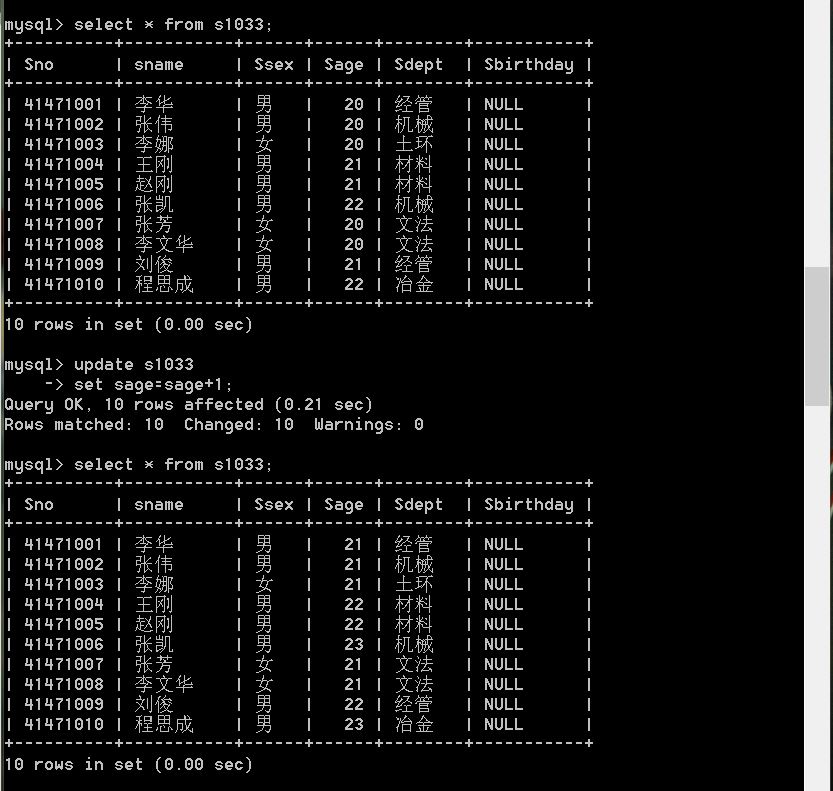 mysql> select * from s1033;
+----------+-----------+------+------+-------+-----------+
| Sno      | sname     | Ssex | Sage | Sdept  | Sbirthday |
+----------+-----------+------+------+-------+-----------+
| 41471001 | 李华 | 男 | 20 | 经管 | NULL |
| 41471002 | 张伟 | 男 | 20 | 机械 | NULL |
| 41471003 | 李娜 | 女 | 20 | 土环 | NULL |
| 41471004 | 王刚 | 男 | 21 | 材料 | NULL |
| 41471005 | 赵刚 | 男 | 21 | 材料 | NULL |
| 41471006 | 张凯 | 男 | 22 | 机械 | NULL |
| 41471007 | 张芳 | 女 | 20 | 文法 | NULL |
| 41471008 | 李文华 | 女 | 20 | 文法 | NULL |
| 41471009 | 刘俊 | 男 | 21 | 经管 | NULL |
| 41471010 | 程思成 | 男 | 22 | 冶金 | NULL |
+----------+-----------+------+------+-------+-----------+
10 rows in set (0.00 sec)
mysql> update s1033
    -> set sage=sage+1;
Query OK, 10 rows affected (0.21 sec)
Rows matched: 10  Changed: 10  Warnings: 0
mysql> select * from s1033;
+----------+-----------+------+------+-------+-----------+
| Sno      | sname     | Ssex | Sage | Sdept  | Sbirthday |
+----------+-----------+------+------+-------+-----------+
| 41471001 | 李华 | 男 | 21 | 经管 | NULL |
| 41471002 | 张伟 | 男 | 21 | 机械 | NULL |
| 41471003 | 李娜 | 女 | 21 | 土环 | NULL |
| 41471004 | 王刚 | 男 | 22 | 材料 | NULL |
| 41471005 | 赵刚 | 男 | 22 | 材料 | NULL |
| 41471006 | 张凯 | 男 | 23 | 机械 | NULL |
| 41471007 | 张芳 | 女 | 21 | 文法 | NULL |
| 41471008 | 李文华 | 女 | 21 | 文法 | NULL |
| 41471009 | 刘俊 | 男 | 22 | 经管 | NULL |
| 41471010 | 程思成 | 男 | 23 | 冶金 | NULL |
+----------+-----------+------+------+-------+-----------+
10 rows in set (0.00 sec)